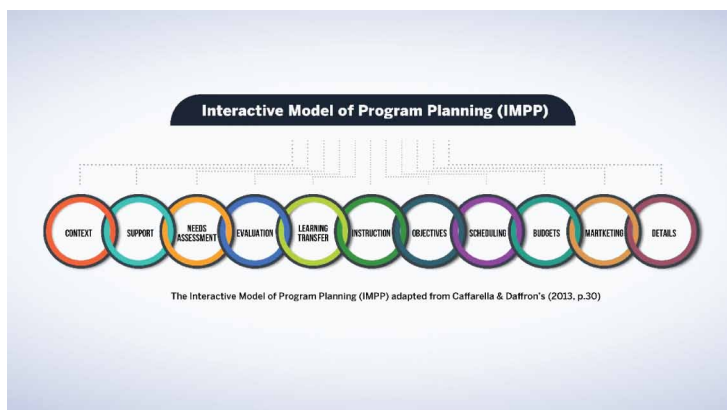 Interactive Model of Program Planning (IMPP)
CONTEXT
SUPPORT
NEEDS
ASSESSMENT
EVALUATION
LEARNING
TRANSFER
INSTRUCTION
OBJECTIVES
SCHEDULING
BUDGETS
MARTKETING
DETAILS
The Interactive Model of Program Planning (IMPP) adapted from Caffarella & Daffron's (2013, p.30)